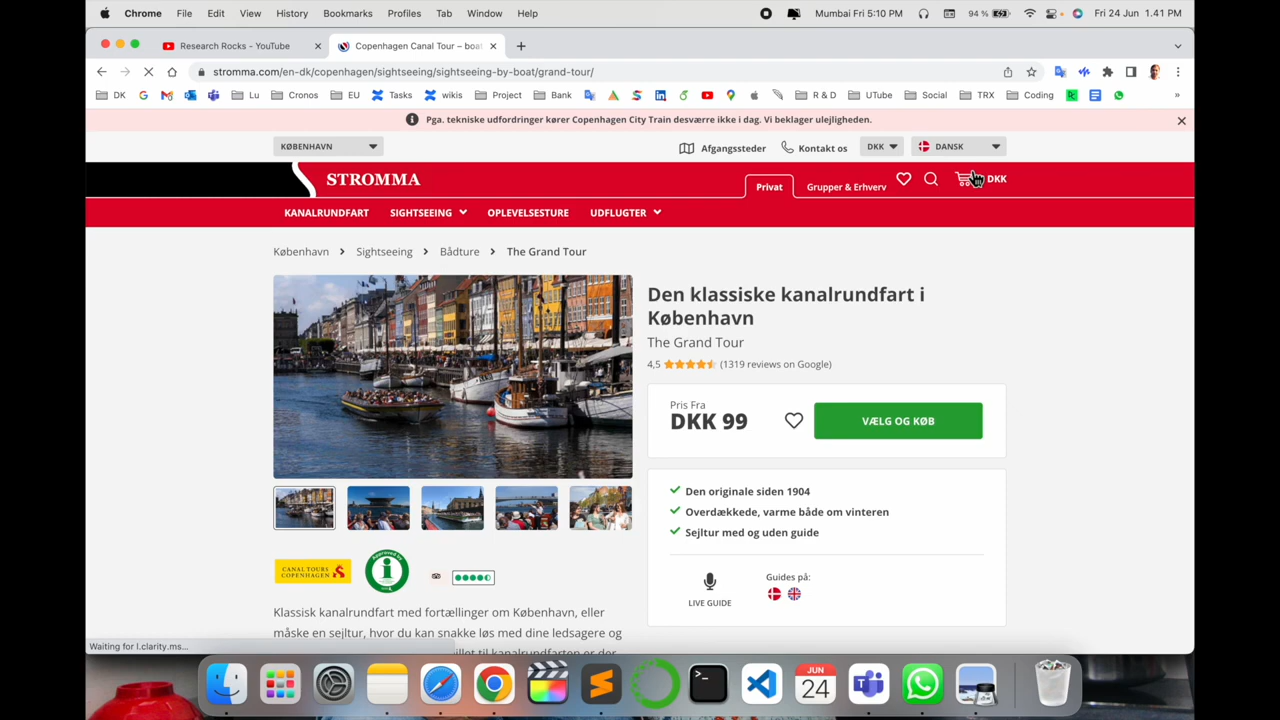 Chrome File Edit View History Bookmarks Profiles Tab Window Help Mumbai Fri 5:10 PM 94 % Fri 24 Jun 1.41 PM
Research Rocks - YouTube Copenhagen Canal Tour – boat
stromma.com/en-dk/copenhagen/sightseeing/sightseeing-by-boat/grand-tour/
DK Lu Cronos EU Tasks wikis Project Bank R & D UTube Social TRX Coding »
Pga. tekniske udfordringer kører Copenhagen City Train desværre ikke i dag. Vi beklager ulejligheden.
KØBENHAVN Afgangssteder Kontakt os DKK DANSK
STROMMA Privat Grupper & Erhverv DKK
KANALRUNDFART SIGHTSEEING OPLEVELSESTURE UDFLUGTER
København Sightseeing Bådture The Grand Tour
Den klassiske kanalrundfart i
København
The Grand Tour
4,5 (1319 reviews on Google)
Pris Fra
DKK 99
VÆLG OG KØB
Den originale siden 1904
Overdækkede, varme både om vinteren
Sejltur med og uden guide
LIVE GUIDE
Guides på:
CANAL TOURS
COPENHAGEN
Approved by
Klassisk kanalrundfart med fortællinger om København, eller
måske en sejltur, hvor du kan snakke løs med dine ledsagere og
Waiting for l.clarity.ms...
JUN
24